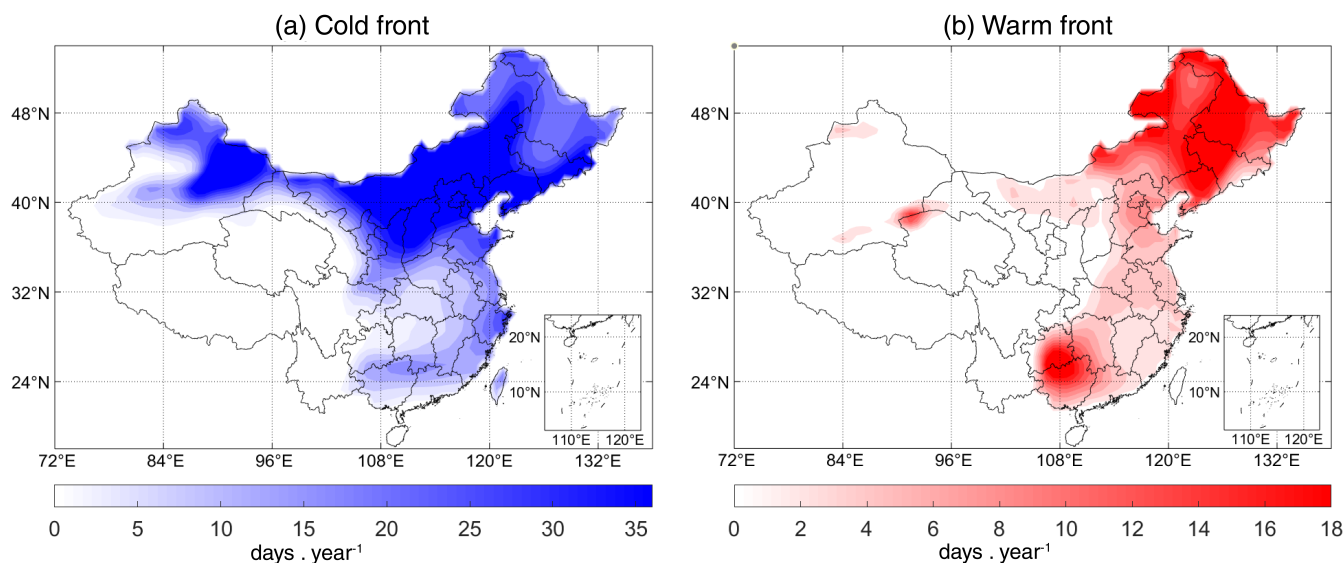 (a) Cold front
(b) Warm front
48°N
40°N
32°N
24°N
72°E 84°E 96°E 108°E 120°E 132°E
20°N
10°N
110°E 120°E
0 5 10 15 20 25 30 35
days . year-1
48°N
40°N
32°N
24°N
72°E 84°E 96°E 108°E 120°E 132°E
20°N
10°N
110°E 120°E
0 2 4 6 8 10 12 14 16 18
days . year-1